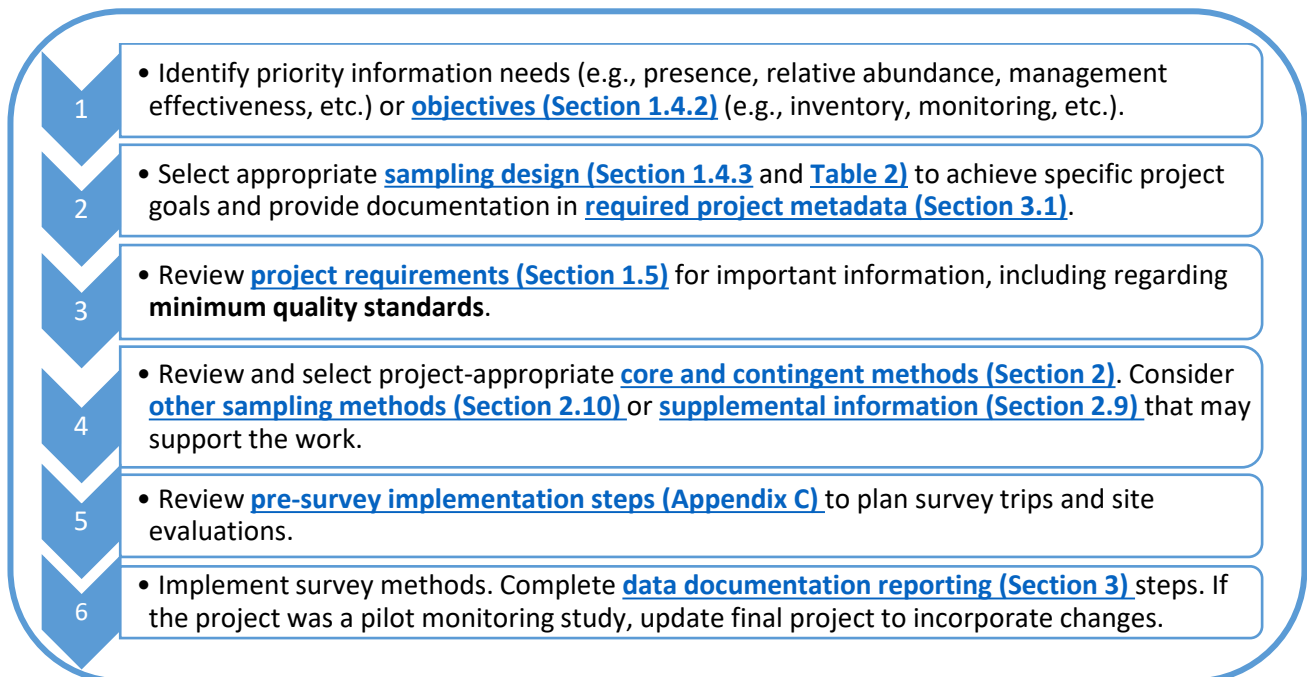 1
• Identify priority information needs (e.g., presence, relative abundance, management
effectiveness, etc.) or objectives (Section 1.4.2) (e.g., inventory, monitoring, etc.).
2
• Select appropriate sampling design (Section 1.4.3 and Table 2) to achieve specific project
goals and provide documentation in required project metadata (Section 3.1).
3
• Review project requirements (Section 1.5) for important information, including regarding
minimum quality standards.
4
• Review and select project-appropriate core and contingent methods (Section 2). Consider
other sampling methods (Section 2.10) or supplemental information (Section 2.9) that may
support the work.
5
• Review pre-survey implementation steps (Appendix C) to plan survey trips and site
evaluations.
6
• Implement survey methods. Complete data documentation reporting (Section 3) steps. If
the project was a pilot monitoring study, update final project to incorporate changes.